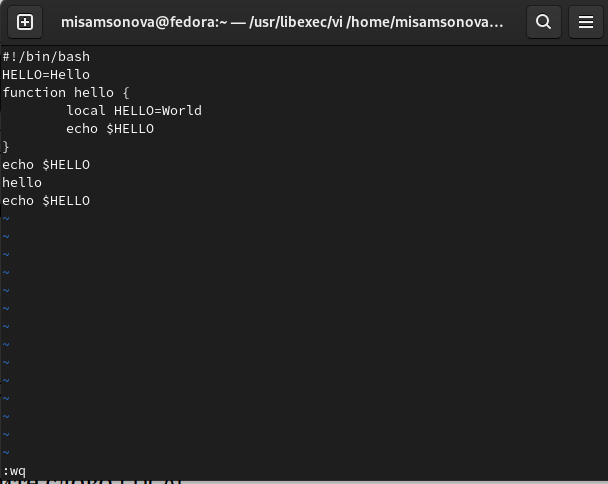 misamsonova@fedora:~ — /usr/libexec/vi /home/misamsonova…
#!/bin/bash
HELLO=Hello
function hello {
        local HELLO=World
        echo $HELLO
}
echo $HELLO
hello
echo $HELLO
~
~
~
~
~
~
~
~
~
~
~
~
~
~
:wq